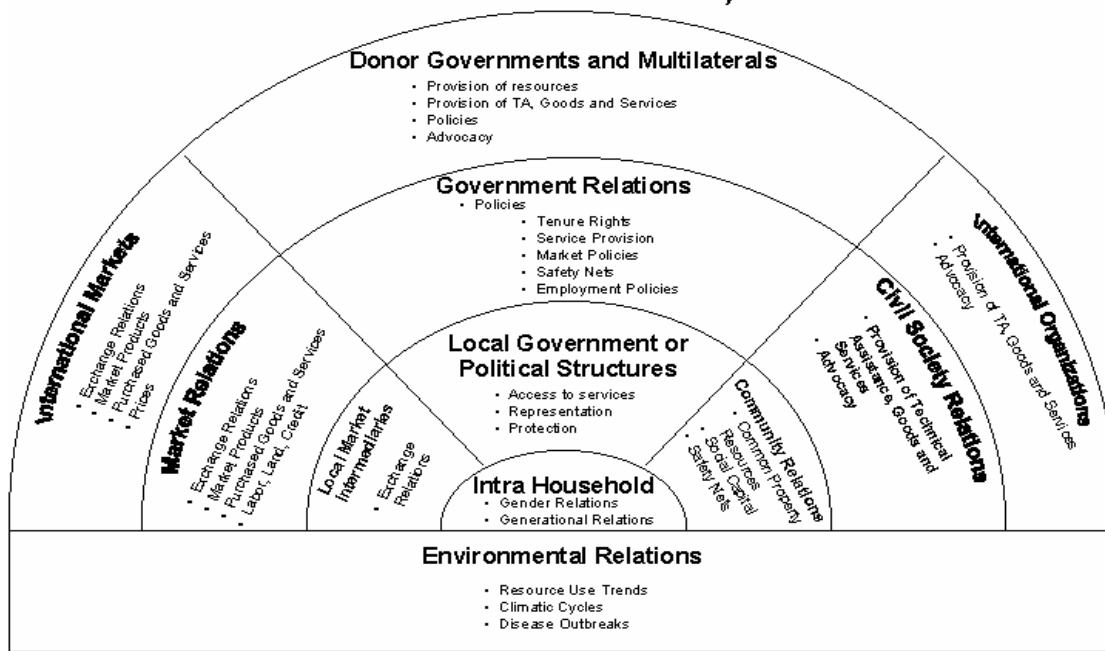 Donor Governments and Multilaterals
• Provision of resources
• Provision of TA, Goods and Services
• Policies
• Advocacy
Government Relations
• Policies
• Tenure Rights
• Service Provision
• Market Policies
• Safety Nets
• Employment Policies
Local Government or
Political Structures
• Access to services
• Representation
• Protection
Intra Household
• Gender Relations
• Generational Relations
International Markets
• Exchange Relations
• Market Products
• Purchased Goods and Services
• Prices
Market Relations
• Exchange Relations
• Market Products
• Purchased Goods and Services
• Labor, Land, Credit
Local Market
Intermediaries
• Exchange
Relations
Community Relations
• Common Property
Resources
• Social Capital
• Safety Nets
Civil Society Relations
• Provision of Technical
Assistance, Goods and
Services
• Advocacy
International Organizations
• Provision of TA, Goods and Services
• Advocacy
Environmental Relations
• Resource Use Trends
• Climatic Cycles
• Disease Outbreaks